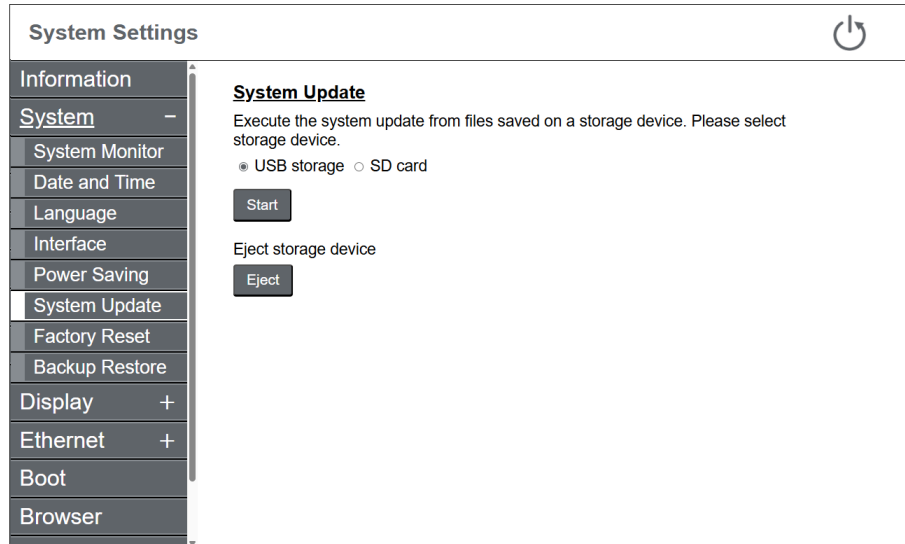 System Settings
Information
System −
System Monitor
Date and Time
Language
Interface
Power Saving
System Update
Factory Reset
Backup Restore
Display +
Ethernet +
Boot
Browser
System Update
Execute the system update from files saved on a storage device. Please select
storage device.
USB storage SD card
Start
Eject storage device
Eject